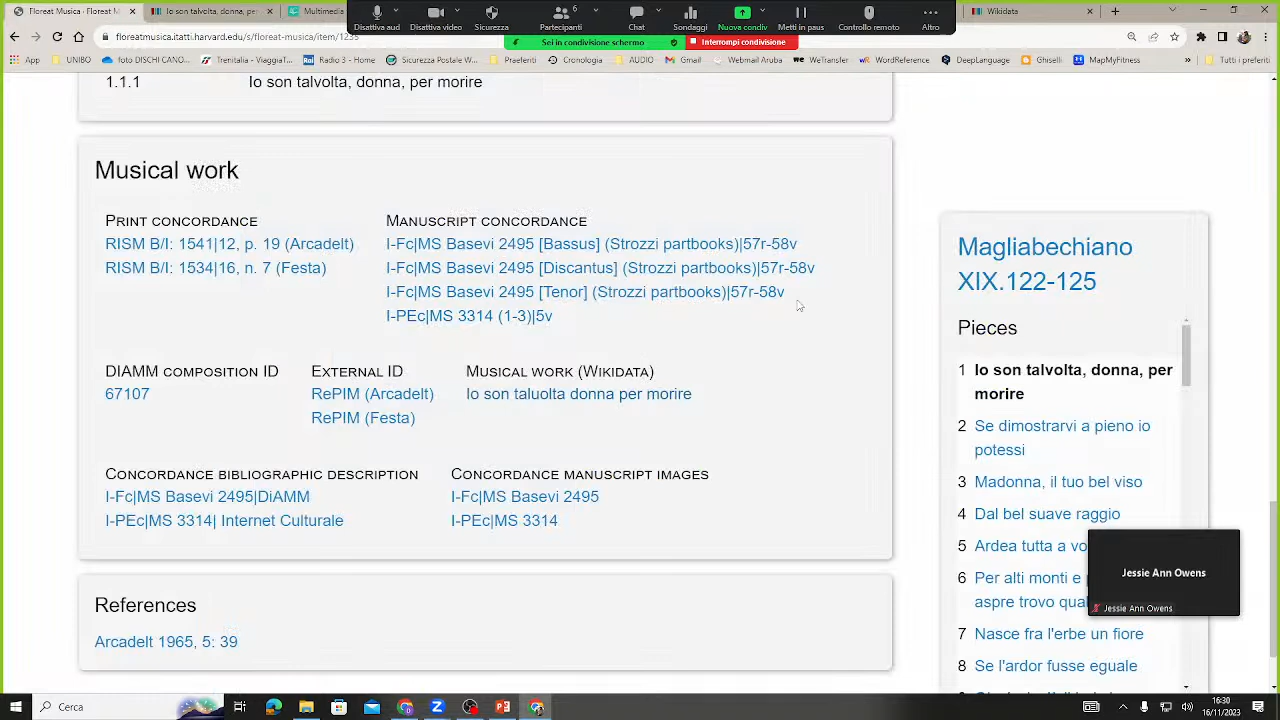 Floreat Musica
Io son talvolta, donna, pe
Multimedia
Wikidata
Disattiva aud
Disattiva video
Sicurezza
6
Partecipanti
Chat
Sondaggi
Nuova condiv
Metti in paus
Controllo remoto
Altro
floreatmusica.itatti.harvard.edu/s/floreat-musica/item/1235
Sei in condivisione schermo
Interrompi condivisione
App
UNIBO
foto DISCHI CANO...
Trenitalia - ViaggiaT...
Radio 3 - Home
Sicurezza Postale W...
Preferiti
Cronologia
AUDIO
Gmail
Webmail Aruba
WeTransfer
WordReference
DeepLanguage
Ghiselli
MapMyFitness
»
Tutti i preferiti
1.1.1 Io son talvolta, donna, per morire
Musical work
Print concordance
RISM B/I: 1541|12, p. 19 (Arcadelt)
RISM B/I: 1534|16, n. 7 (Festa)
Manuscript concordance
I-Fc|MS Basevi 2495 [Bassus] (Strozzi partbooks)|57r-58v
I-Fc|MS Basevi 2495 [Discantus] (Strozzi partbooks)|57r-58v
I-Fc|MS Basevi 2495 [Tenor] (Strozzi partbooks)|57r-58v
I-PEc|MS 3314 (1-3)|5v
DIAMM composition ID
67107
External ID
RePIM (Arcadelt)
RePIM (Festa)
Musical work (Wikidata)
Io son taluolta donna per morire
Concordance bibliographic description
I-Fc|MS Basevi 2495|DiAMM
I-PEc|MS 3314| Internet Culturale
Concordance manuscript images
I-Fc|MS Basevi 2495
I-PEc|MS 3314
References
Arcadelt 1965, 5: 39
Magliabechiano
XIX.122-125
Pieces
1 Io son talvolta, donna, per
morire
2 Se dimostrarvi a pieno io
potessi
3 Madonna, il tuo bel viso
4 Dal bel suave raggio
5 Ardea tutta a vo
6 Per alti monti e
aspre trovo qual
7 Nasce fra l'erbe un fiore
8 Se l'ardor fusse eguale
Jessie Ann Owens
Jessie Ann Owens
Cerca
16:30
16/11/2023